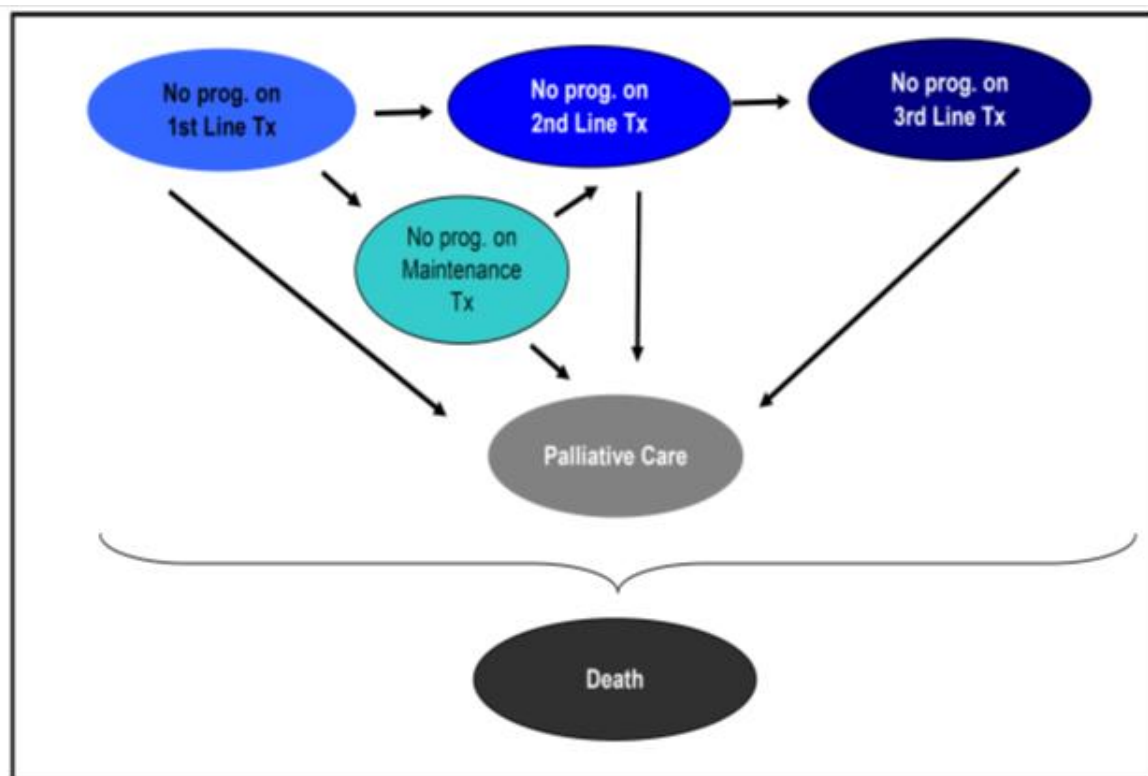 No prog. on
1st Line Tx
No prog. on
2nd Line Tx
No prog. on
3rd Line Tx
No prog. on
Maintenance
Tx
Palliative Care
Death